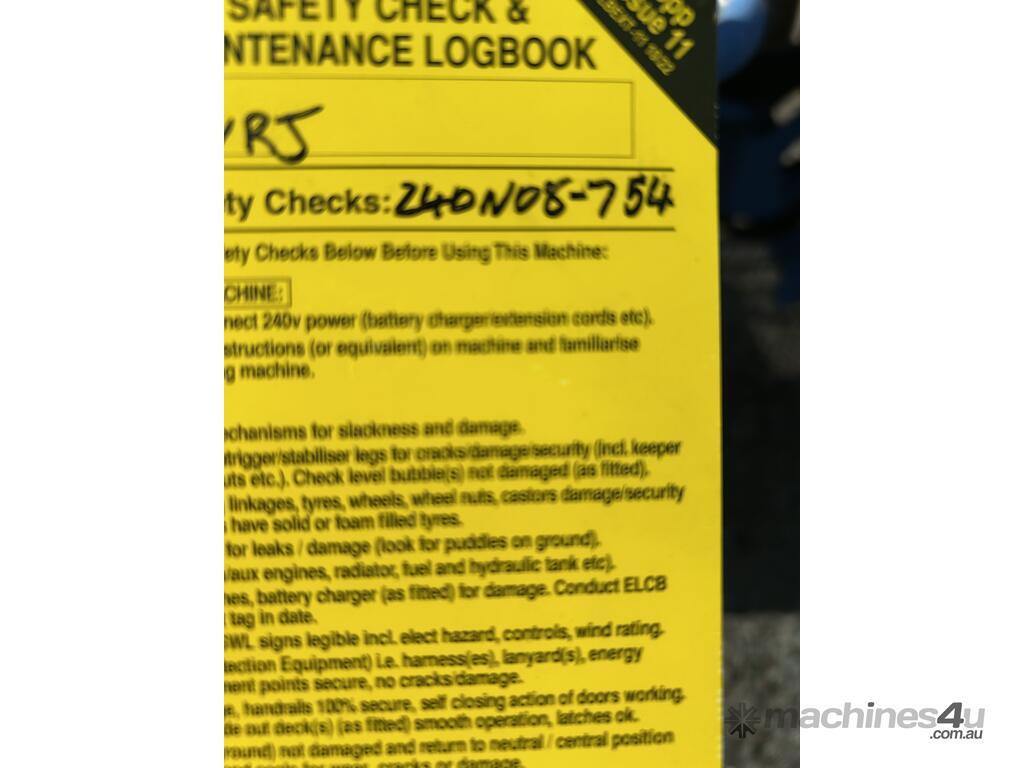 SAFETY CHECK &
NTENANCE LOGBOOK
pp
sue 11
RJ
ty Checks: 240N08-754
ety Checks Below Before Using This Machine:
CHINE:
nect 240v power (battery charger/extension cords etc).
structions (or equivalent) on machine and familiarise
g machine.
echanisms for slackness and damage.
trigger/stabiliser legs for cracks/damage/security (incl. keeper
uts etc.). Check level bubble(s) not damaged (as fitted).
linkages, tyres, wheels, wheel nuts, castors damage/security
have solid or foam filled tyres.
for leaks / damage (look for puddles on ground).
/aux engines, radiator, fuel and hydraulic tank etc).
nes, battery charger (as fitted) for damage. Conduct ELCB
tag in date.
SWL signs legible incl. elect hazard, controls, wind rating.
tection Equipment) i.e. harness(es), lanyard(s), energy
ment points secure, no cracks/damage.
e, handrails 100% secure, self closing action of doors working.
de out deck(s) (as fitted) smooth operation, latches ok.
round) not damaged and return to neutral / central position
cracks or damage.
machines4u
.com.au